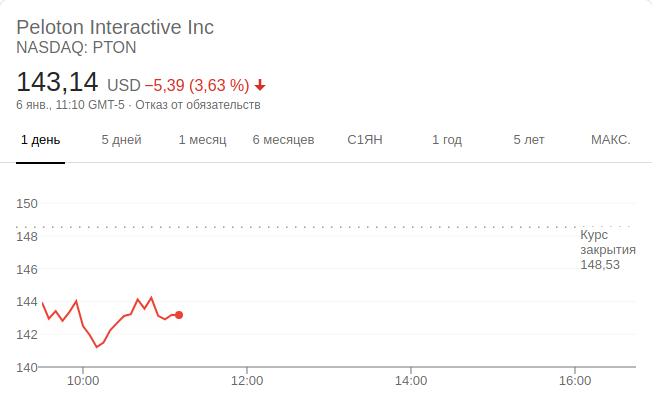 Peloton Interactive Inc
NASDAQ: PTON
143,14 USD −5,39 (3,63 %)
6 янв., 11:10 GMT-5 · Отказ от обязательств
1 день 5 дней 1 месяц 6 месяцев С1ЯН 1 год 5 лет МАКС.
150
148
Курс
закрытия
148,53
146
144
142
140
10:00 12:00 14:00 16:00